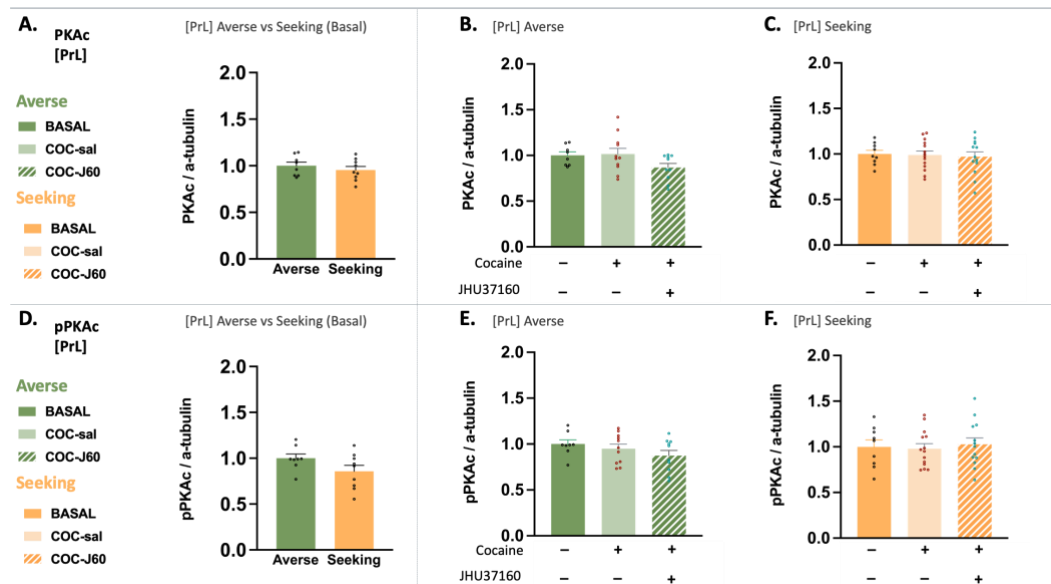 A.
PKAc
[PrL]
[PrL] Averse vs Seeking (Basal)
Averse
BASAL
COC-sal
COC-J60
Seeking
BASAL
COC-sal
COC-J60
PKAc / a-tubulin
2.0
1.5
1.0
0.5
0.0
Averse Seeking
B.
[PrL] Averse
PKAc / a-tubulin
2.0
1.5
1.0
0.5
0.0
Cocaine − + +
JHU37160 − − +
C.
[PrL] Seeking
PKAc / a-tubulin
2.0
1.5
1.0
0.5
0.0
− + +
− − +
D.
pPKAc
[PrL]
[PrL] Averse vs Seeking (Basal)
Averse
BASAL
COC-sal
COC-J60
Seeking
BASAL
COC-sal
COC-J60
pPKAc / a-tubulin
2.0
1.5
1.0
0.5
0.0
Averse Seeking
E.
[PrL] Averse
pPKAc / a-tubulin
2.0
1.5
1.0
0.5
0.0
Cocaine − + +
JHU37160 − − +
F.
[PrL] Seeking
pPKAc / a-tubulin
2.0
1.5
1.0
0.5
0.0
− + +
− − +